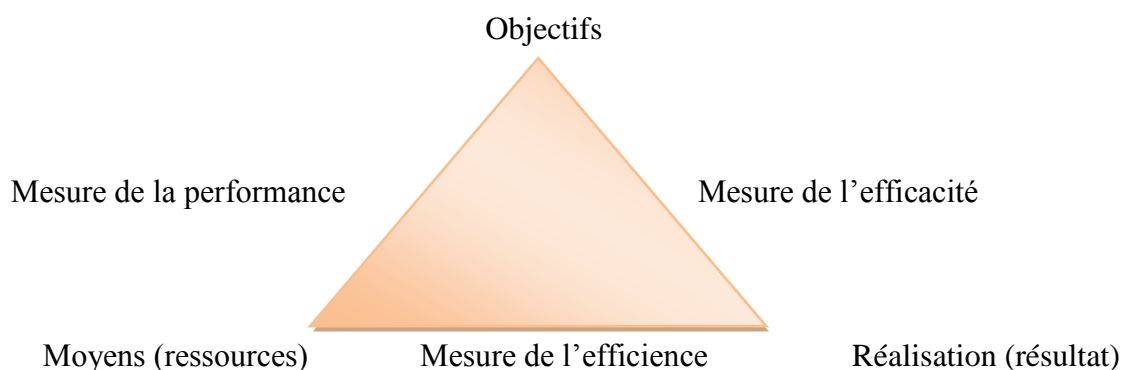 Objectifs
Mesure de la performance
Mesure de l’efficacité
Moyens (ressources)
Mesure de l’efficience
Réalisation (résultat)